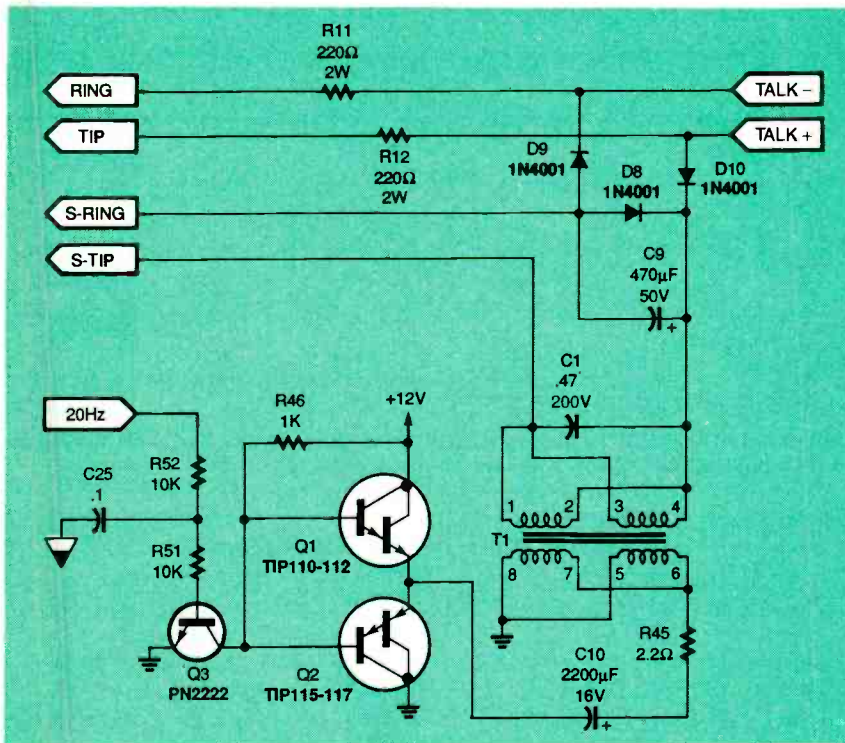 R11
220Ω
2W
RING
TALK −
TIP
TALK +
R12
220Ω
2W
D9
1N4001
D8
1N4001
D10
1N4001
S-RING
S-TIP
C9
470µF
50V
+
C1
.47
200V
20Hz
R46
1K
+12V
R52
10K
C25
.1
R51
10K
Q1
TIP110-112
1 2 3 4
T1
8 7 5 6
R45
2.2Ω
C10
2200µF
16V
+
Q3
PN2222
Q2
TIP115-117